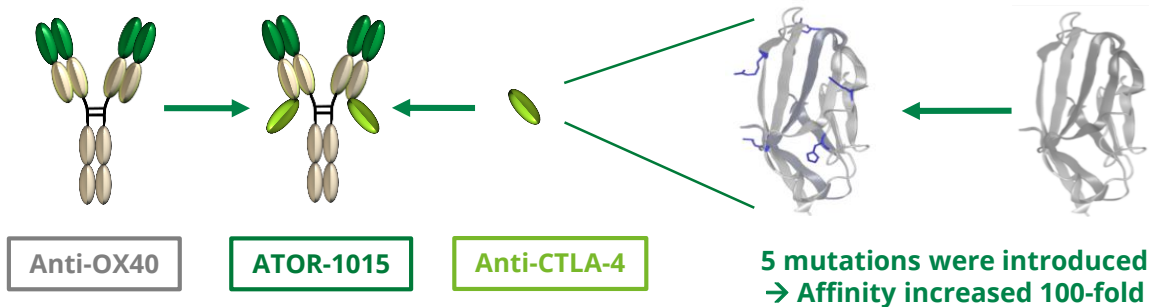 Anti-OX40
ATOR-1015
Anti-CTLA-4
5 mutations were introduced
→ Affinity increased 100-fold